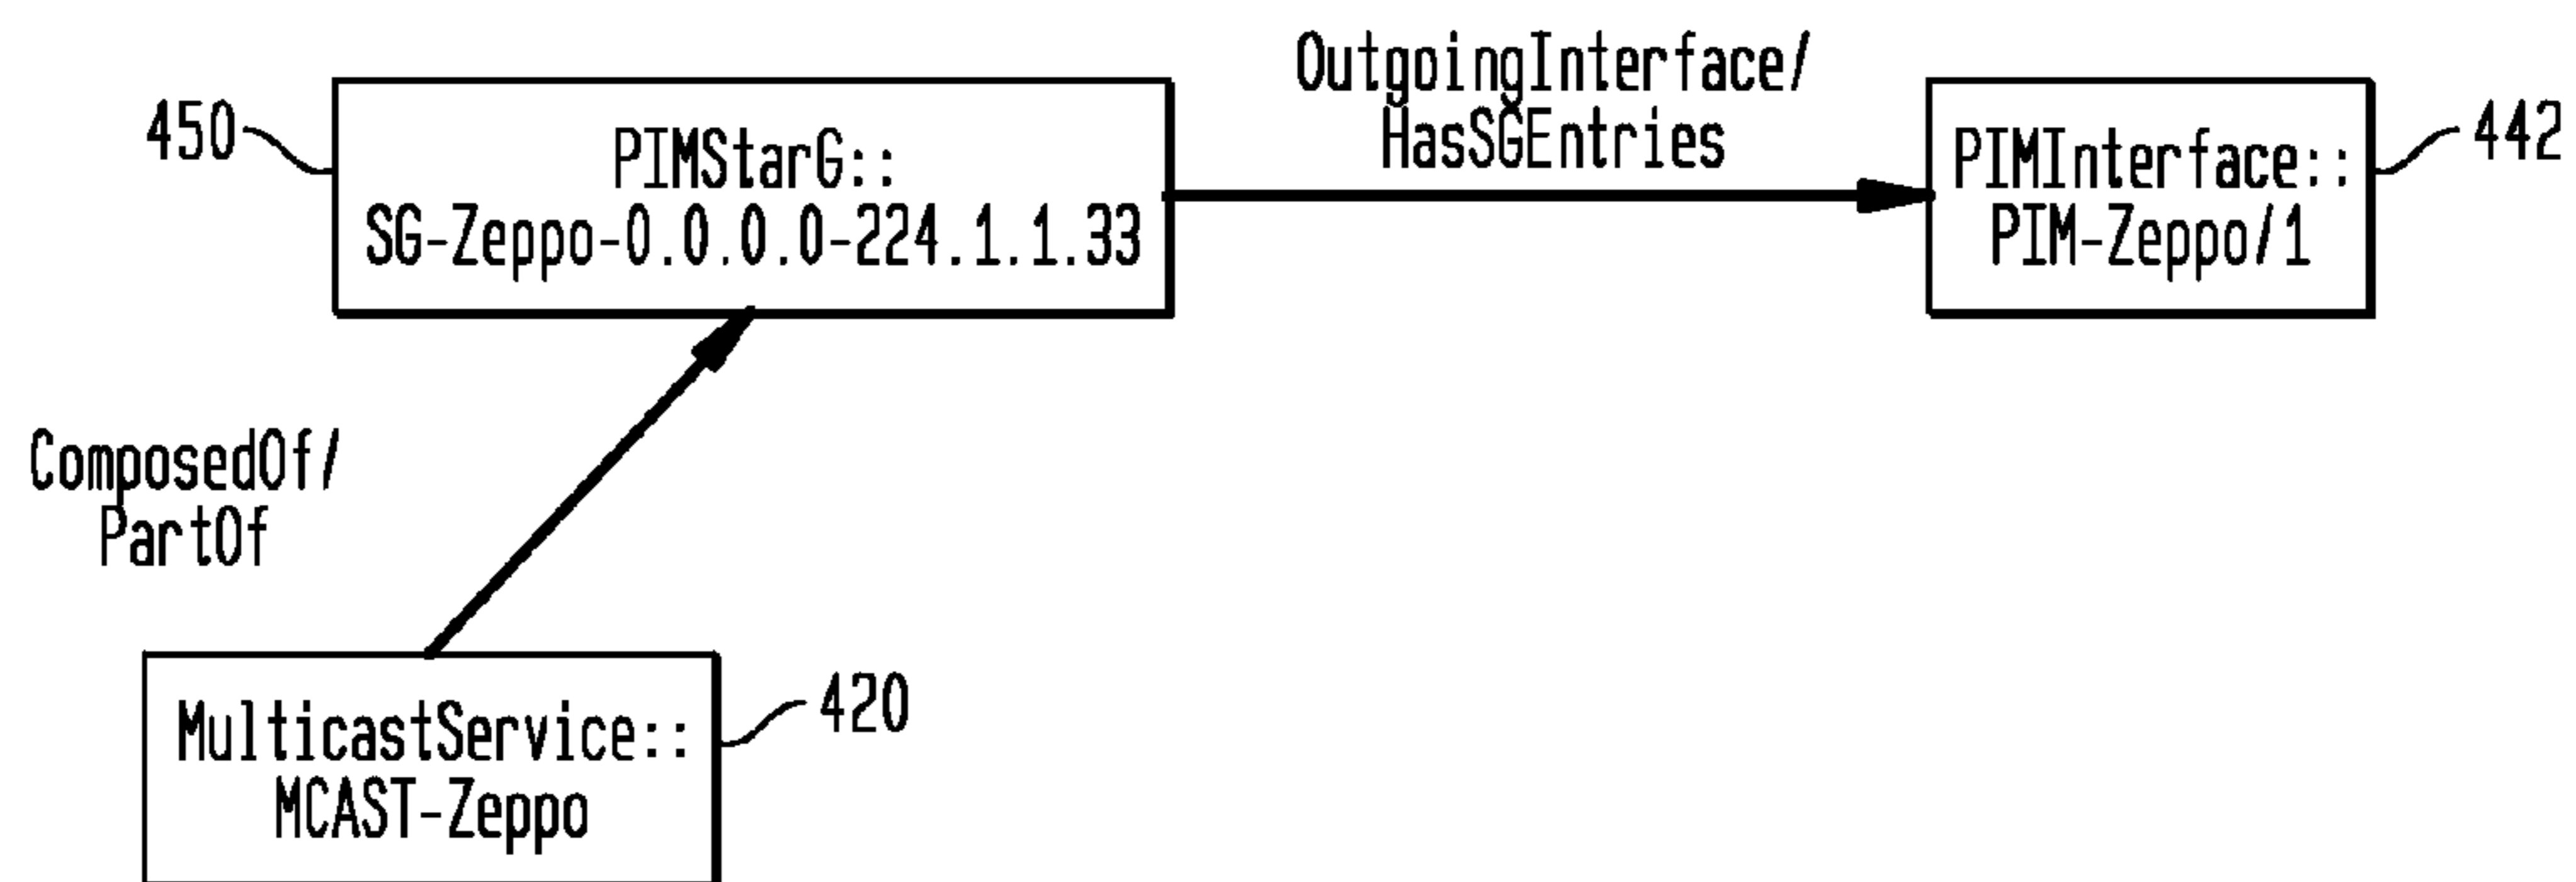 OutgoingInterface/
HasSGEntries
450
PIMStarG::
SG-Zeppo-0.0.0.0-224.1.1.33
PIMInterface::
PIM-Zeppo/1
442
ComposedOf/
PartOf
MulticastService::
MCAST-Zeppo
420